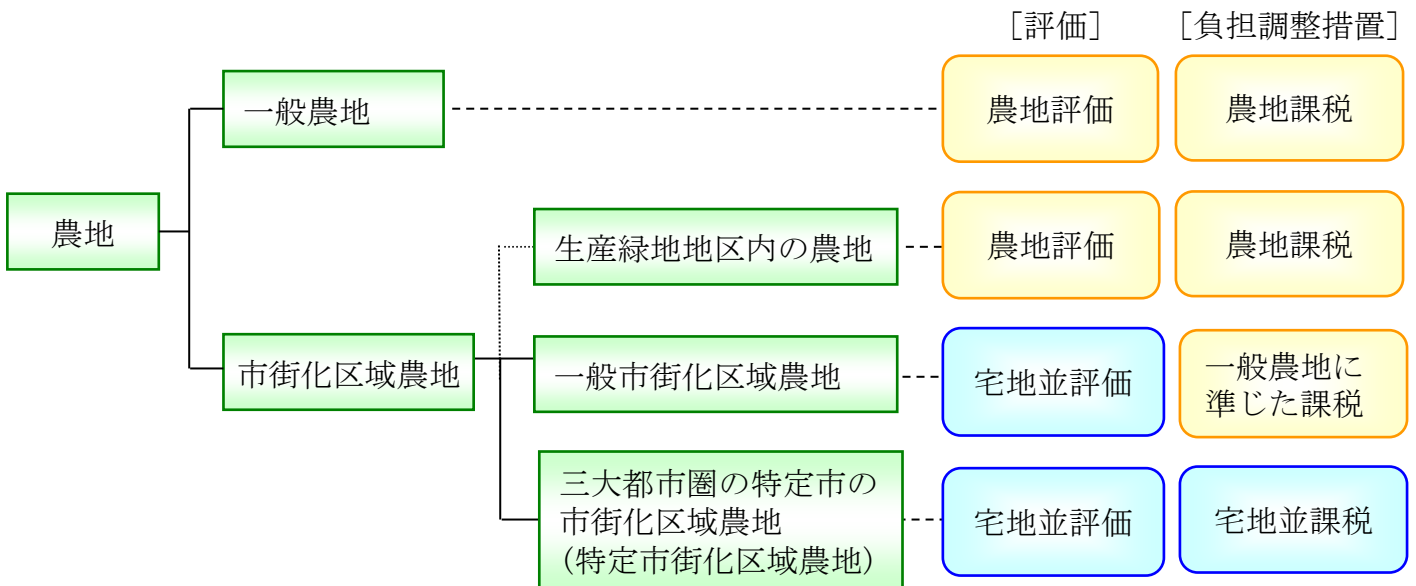 ［評価］
［負担調整措置］
一般農地
農地評価
農地課税
農地
生産緑地地区内の農地
農地評価
農地課税
市街化区域農地
一般市街化区域農地
宅地並評価
一般農地に
準じた課税
三大都市圏の特定市の
市街化区域農地
（特定市街化区域農地）
宅地並評価
宅地並課税